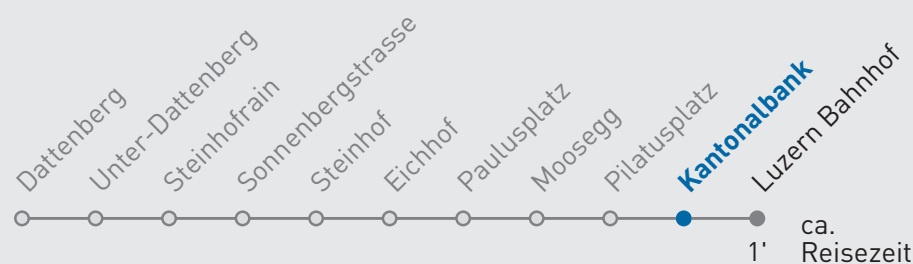 Dattenberg
Unter-Dattenberg
Steinhofrain
Sonnenbergstrasse
Steinhof
Eichhof
Paulusplatz
Moosegg
Pilatusplatz
Kantonalbank
Luzern Bahnhof
ca.
1' Reisezeit